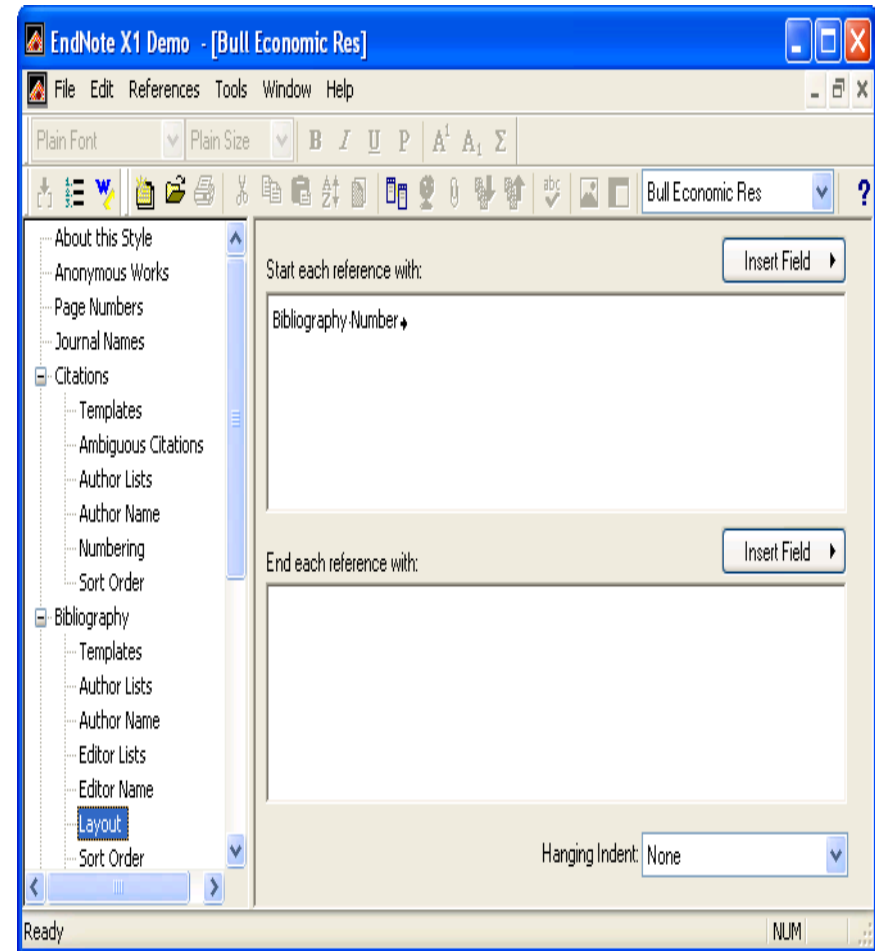 EndNote X1 Demo - [Bull Economic Res]
File Edit References Tools Window Help
Plain Font Plain Size B I U P A¹ A₁ Σ
abc Bull Economic Res ?
About this Style
Anonymous Works
Page Numbers
Journal Names
Citations
Templates
Ambiguous Citations
Author Lists
Author Name
Numbering
Sort Order
Bibliography
Templates
Author Lists
Author Name
Editor Lists
Editor Name
Layout
Sort Order
Insert Field
Start each reference with:
Bibliography·Number
Insert Field
End each reference with:
Hanging Indent: None
Ready NUM